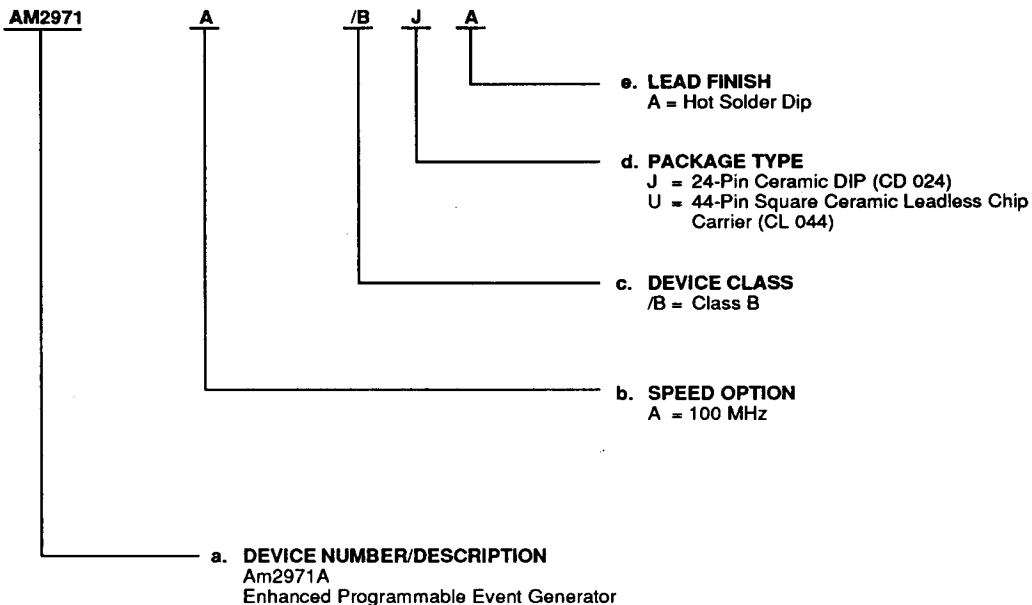 AM2971 A /B J A
e. LEAD FINISH
A = Hot Solder Dip
d. PACKAGE TYPE
J = 24-Pin Ceramic DIP (CD 024)
U = 44-Pin Square Ceramic Leadless Chip
Carrier (CL 044)
c. DEVICE CLASS
/B = Class B
b. SPEED OPTION
A = 100 MHz
a. DEVICE NUMBER/DESCRIPTION
Am2971A
Enhanced Programmable Event Generator